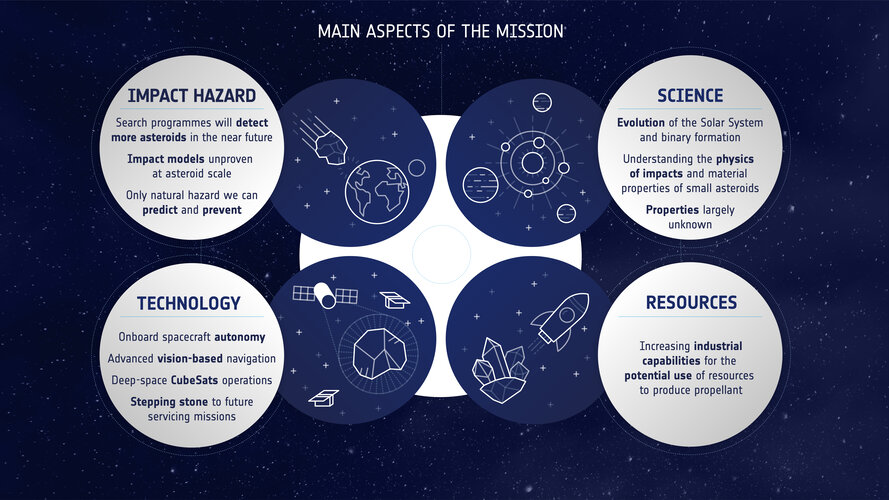 MAIN ASPECTS OF THE MISSION
IMPACT HAZARD
Search programmes will detect
more asteroids in the near future
Impact models unproven
at asteroid scale
Only natural hazard we can
predict and prevent
SCIENCE
Evolution of the Solar System
and binary formation
Understanding the physics
of impacts and material
properties of small asteroids
Properties largely
unknown
TECHNOLOGY
Onboard spacecraft autonomy
Advanced vision-based navigation
Deep-space CubeSats operations
Stepping stone to future
servicing missions
RESOURCES
Increasing industrial
capabilities for the
potential use of resources
to produce propellant